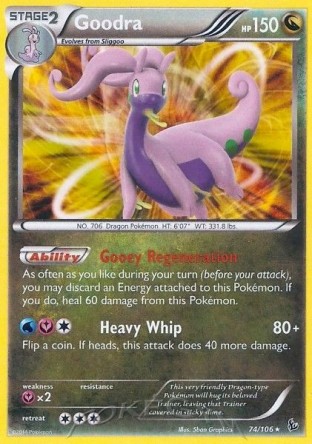 STAGE2
Goodra
HP150
Evolves from Sliggoo
NO. 706 Dragon Pokémon HT: 6'07" WT: 331.8 lbs.
Ability Gooey Regeneration
As often as you like during your turn (before your attack),
you may discard an Energy attached to this Pokémon. If
you do, heal 60 damage from this Pokémon.
Heavy Whip 80+
Flip a coin. If heads, this attack does 40 more damage.
weakness resistance
×2
retreat
This very friendly Dragon-type
Pokémon will hug its beloved
Trainer, leaving that Trainer
covered in sticky slime.
Illus. Shan Graphics
74/106
©2014 Pokémon